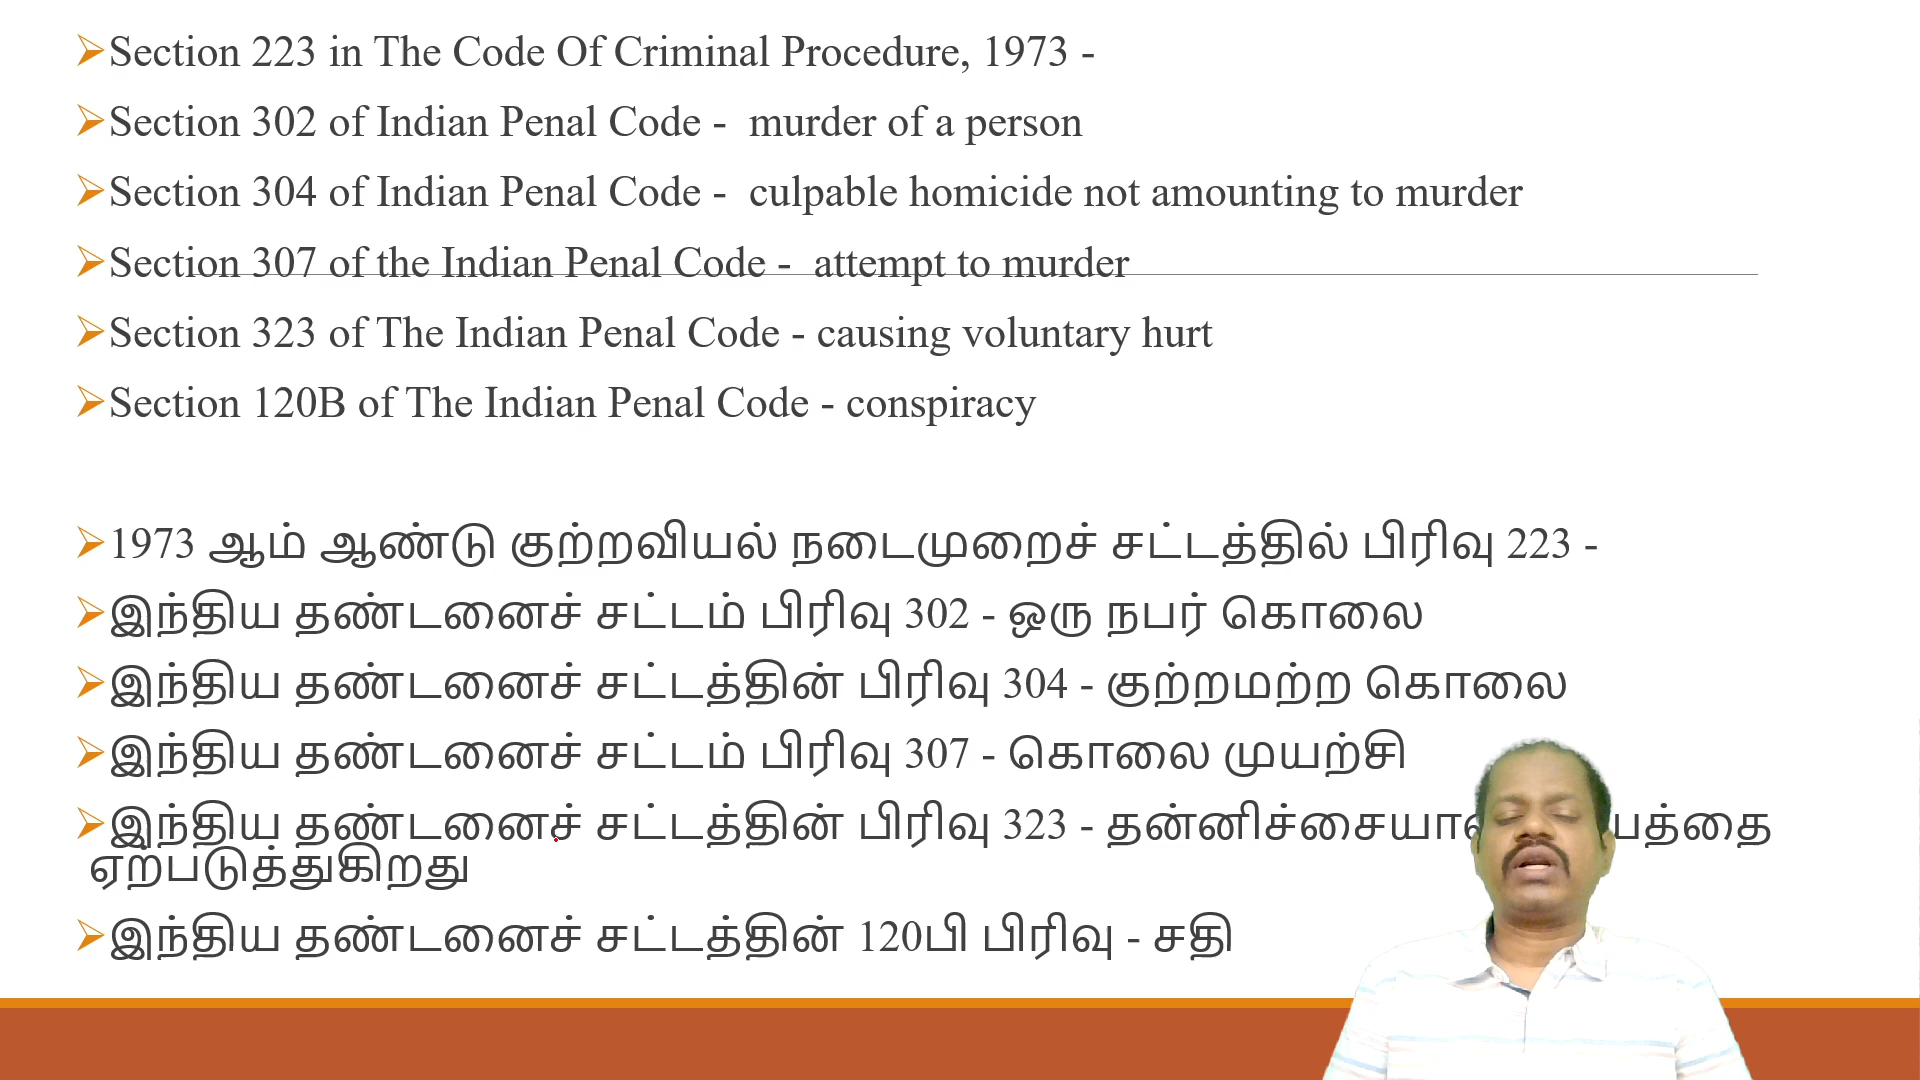 Section 223 in The Code Of Criminal Procedure, 1973 -
Section 302 of Indian Penal Code - murder of a person
Section 304 of Indian Penal Code - culpable homicide not amounting to murder
Section 307 of the Indian Penal Code - attempt to murder
Section 323 of The Indian Penal Code - causing voluntary hurt
Section 120B of The Indian Penal Code - conspiracy
1973 ஆம் ஆண்டு குற்றவியல் நடைமுறைச் சட்டத்தில் பிரிவு 223 -
இந்திய தண்டனைச் சட்டம் பிரிவு 302 - ஒரு நபர் கொலை
இந்திய தண்டனைச் சட்டத்தின் பிரிவு 304 - குற்றமற்ற கொலை
இந்திய தண்டனைச் சட்டம் பிரிவு 307 - கொலை முயற்சி
இந்திய தண்டனைச் சட்டத்தின் பிரிவு 323 -
ஏற்படுத்துகிறது
இந்திய தண்டனைச் சட்டத்தின் 120பி பிரிவு - சதி